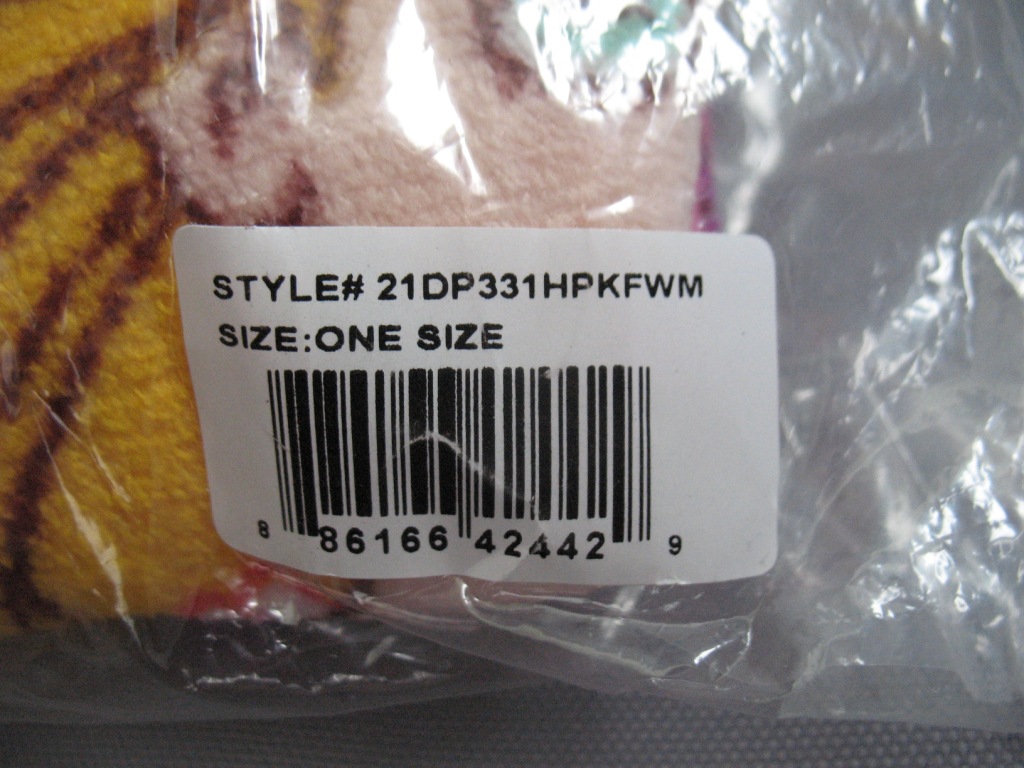 STYLE# 21DP331HPKFWM
SIZE:ONE SIZE
8 86166 42442 9